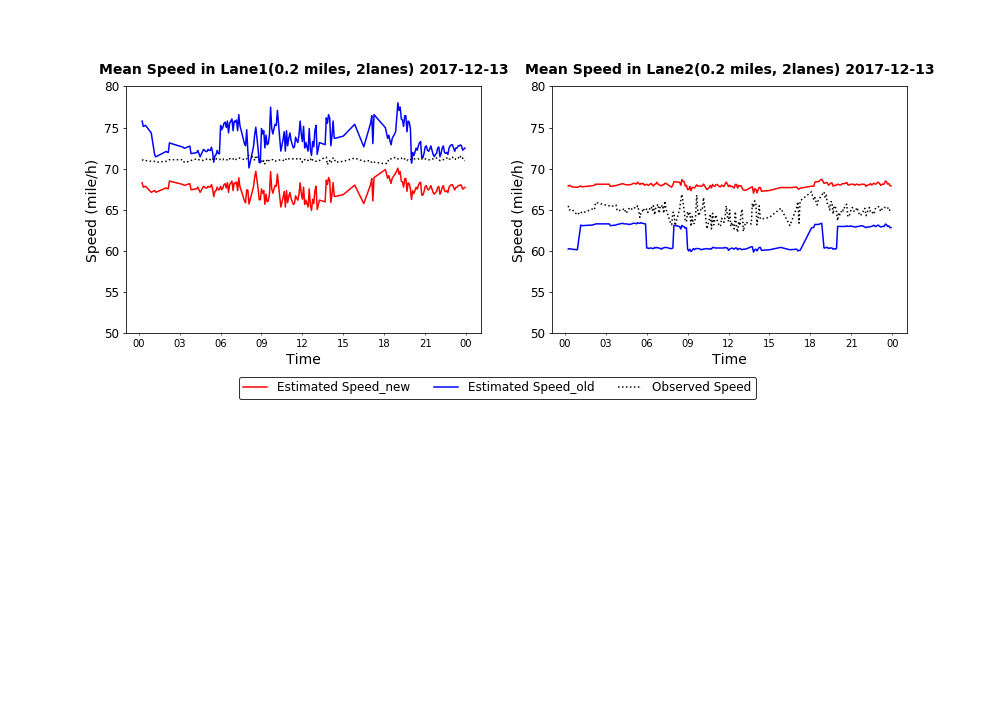 Mean Speed in Lane1(0.2 miles, 2lanes) 2017-12-13
80
75
70
65
60
55
50
Speed (mile/h)
00 03 06 09 12 15 18 21 00
Time
Mean Speed in Lane2(0.2 miles, 2lanes) 2017-12-13
80
75
70
65
60
55
50
Speed (mile/h)
00 03 06 09 12 15 18 21 00
Time
Estimated Speed_new Estimated Speed_old Observed Speed